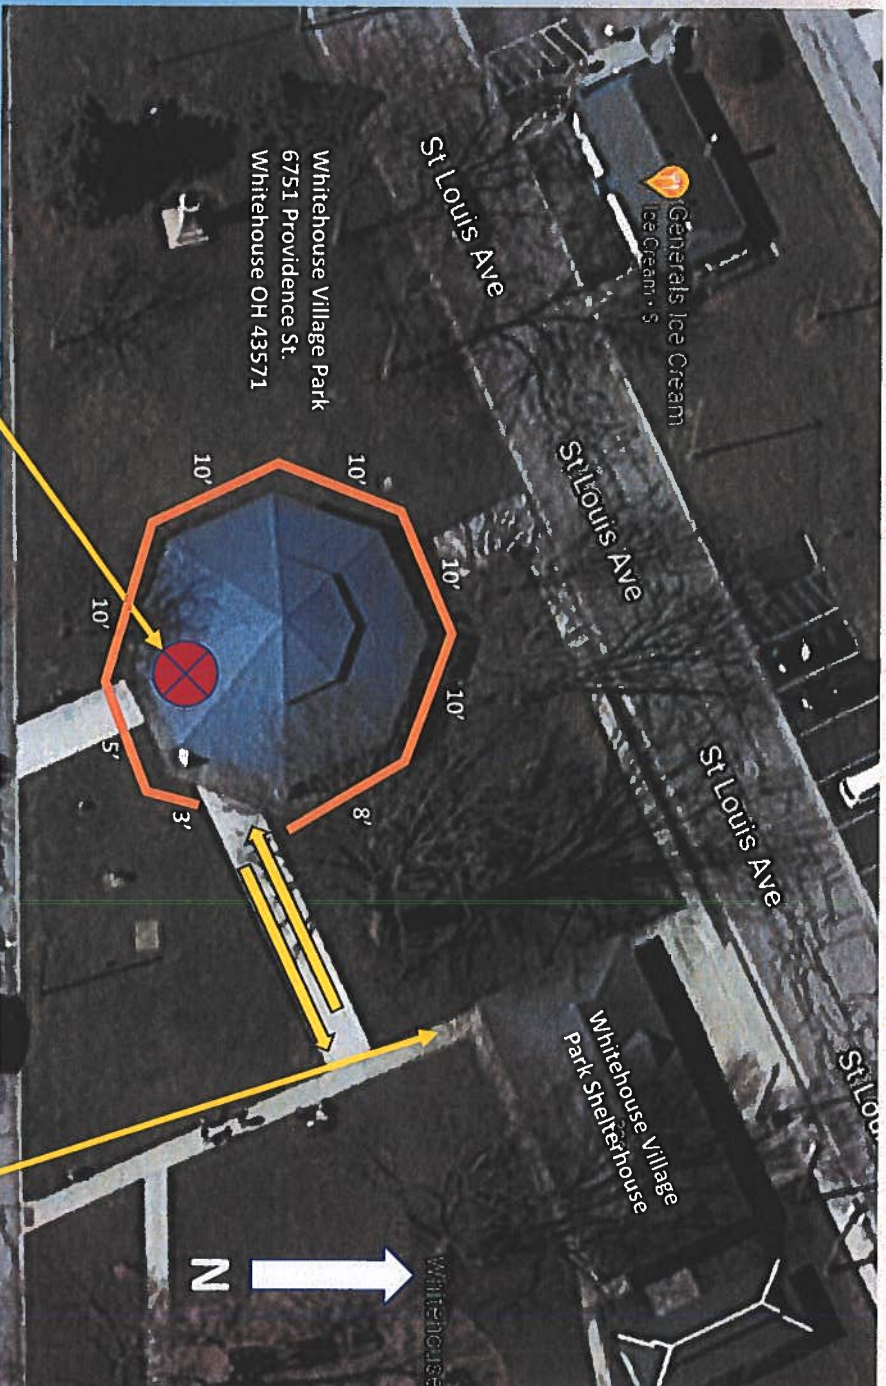 Generals Ice Cream
Ice Cream • $
St Louis Ave
St Louis Ave
St Louis Ave
St Lou
Whitehouse Village Park
6751 Providence St.
Whitehouse OH 43571
10'
10'
10'
10'
10'
8'
5'
3'
Whitehouse Village
Park Shelterhouse
Whitehouse
N